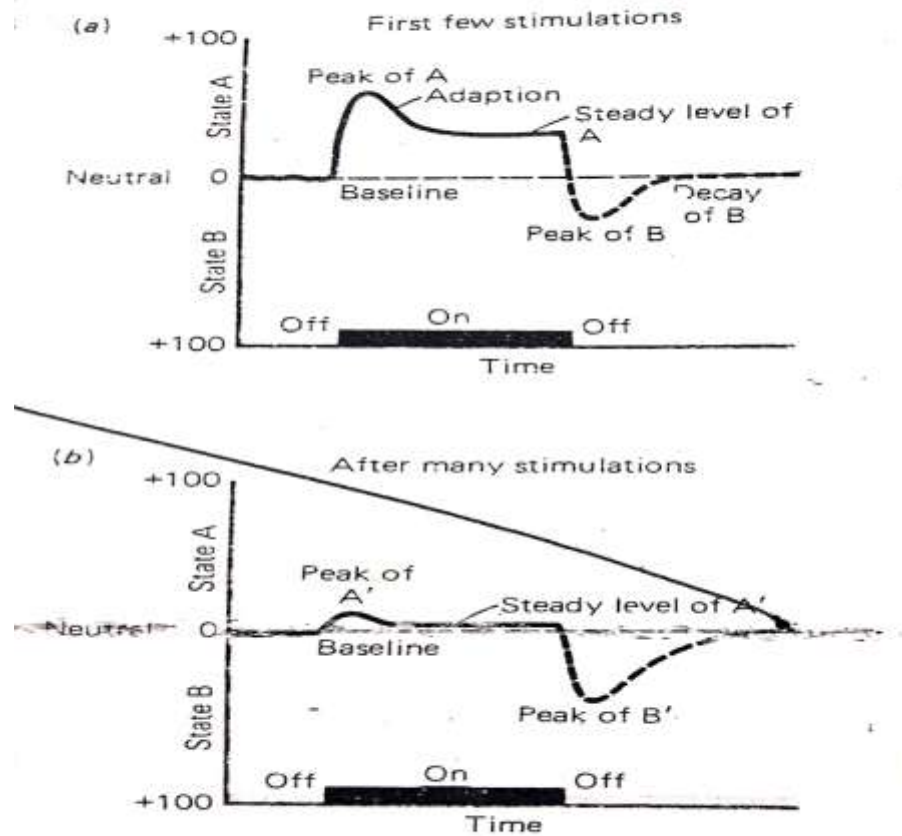 (a)
First few stimulations
+100
State A
Peak of A
Adaption
Steady level of
A
Neutral
0
Baseline
Decay
of B
Peak of B
State B
Off
On
Off
+100
Time
(b)
After many stimulations
+100
State A
Peak of
A'
Steady level of A'
Neutral
0
Baseline
State B
Peak of B'
Off
On
Off
+100
Time